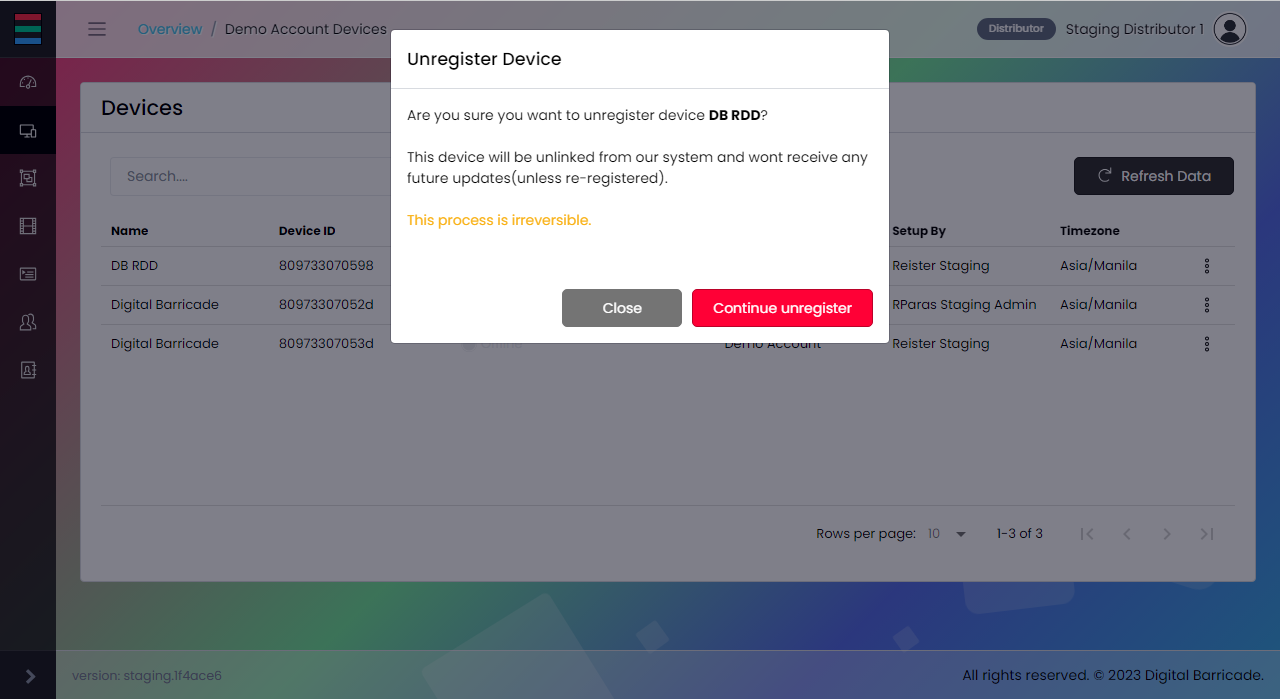 Overview / Demo Account Devices
Distributor
Staging Distributor 1
Unregister Device
Are you sure you want to unregister device DB RDD?
This device will be unlinked from our system and wont receive any
future updates(unless re-registered).
This process is irreversible.
Close
Continue unregister
Devices
Search....
Refresh Data
Name Device ID Setup By Timezone
DB RDD 809733070598 Reister Staging Asia/Manila
Digital Barricade 80973307052d RParas Staging Admin Asia/Manila
Digital Barricade 80973307053d Offline Demo Account Reister Staging Asia/Manila
Rows per page: 10 1-3 of 3
version: staging.1f4ace6
All rights reserved. © 2023 Digital Barricade.